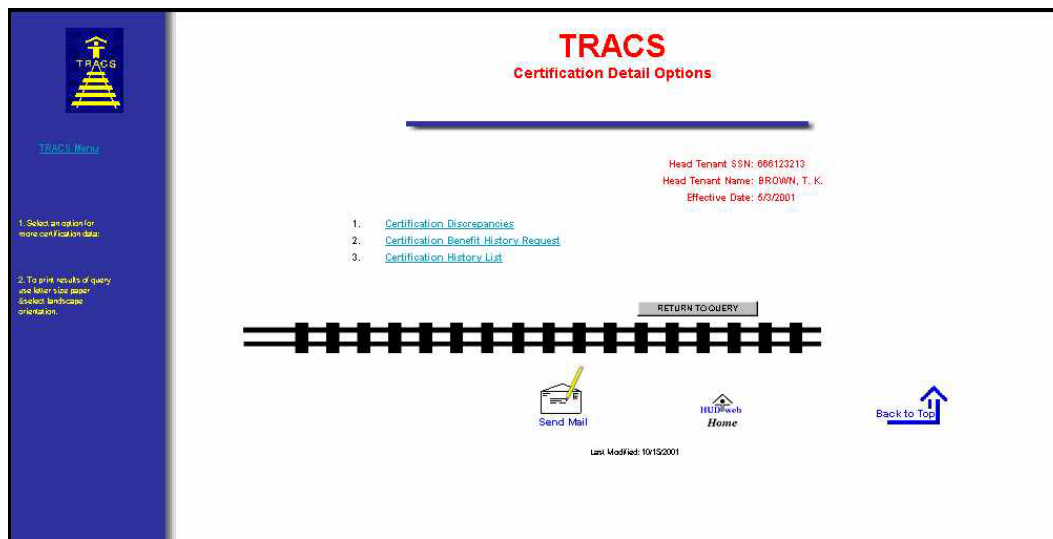 TRACS
TRACS Menu
1. Select an option for
more certification data:
2. To print results of query
use letter size paper
&select landscape
orientation.
TRACS
Certification Detail Options
Head Tenant SSN: 666123213
Head Tenant Name: BROWN, T. K.
Effective Date: 5/3/2001
1. Certification Discrepancies
2. Certification Benefit History Request
3. Certification History List
RETURN TO QUERY
Send Mail
HUD web
Home
Back to Top
Last Modified: 10/15/2001